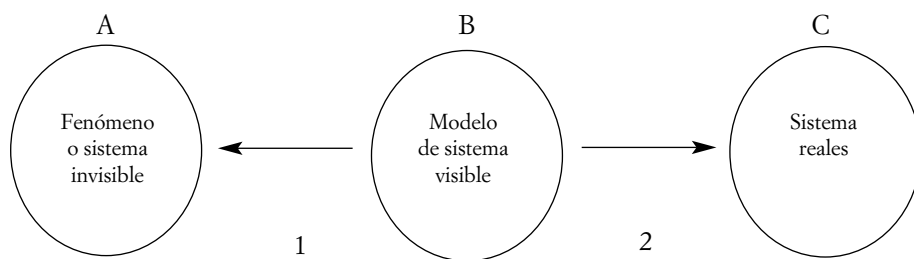 A
B
C
Fenómeno
o sistema
invisible
Modelo
de sistema
visible
Sistema
reales
1
2